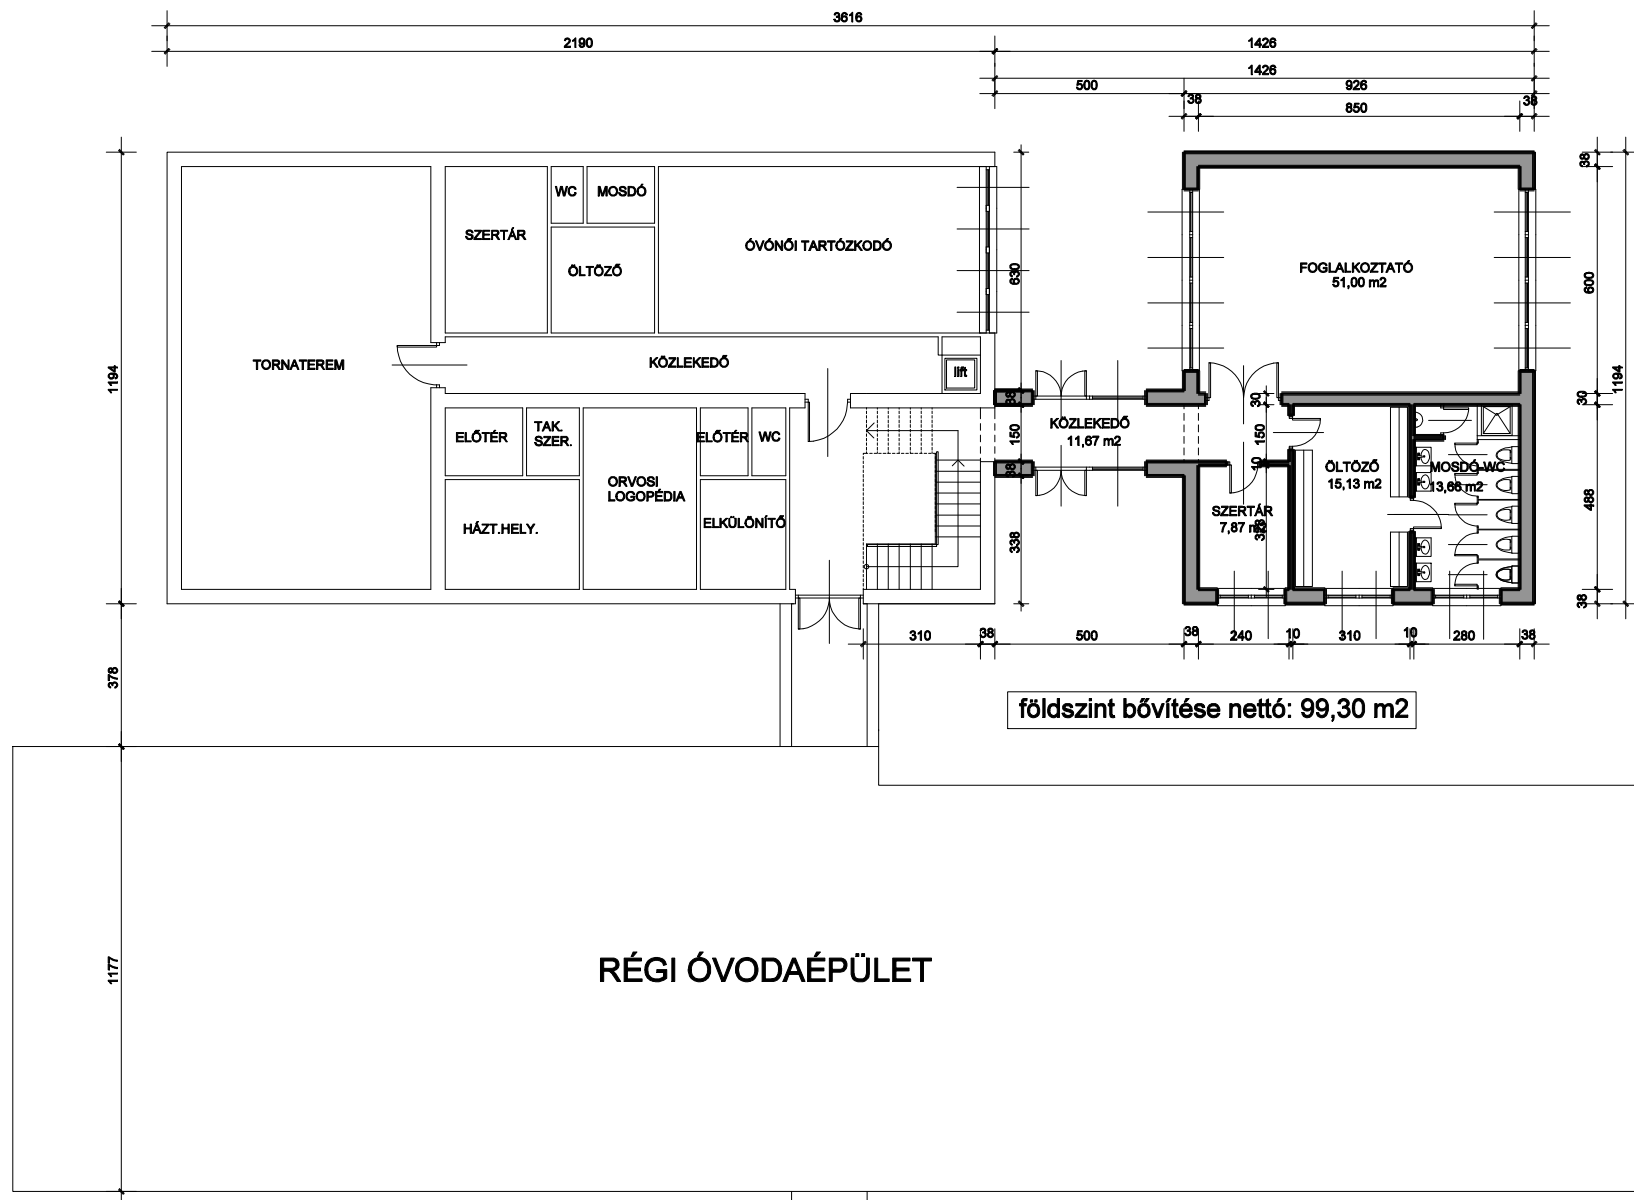 3616
2190
1426
1426
500
926
38
850
38
WC
MOSDÓ
SZERTÁR
ÖLTÖZŐ
ÓVÓNŐI TARTÓZKODÓ
630
FOGLALKOZTATÓ
51,00 m2
38
600
1194
1194
TORNATEREM
KÖZLEKEDŐ
lift
38
150
38
KÖZLEKEDŐ
11,67 m2
30
150
10
30
ELŐTÉR
TAK.
SZER.
ELŐTÉR
WC
ORVOSI
LOGOPÉDIA
HÁZT.HELY.
ELKÜLÖNÍTŐ
338
SZERTÁR
7,87 m2
328
ÖLTÖZŐ
15,13 m2
MOSDÓ-WC
13,66 m2
488
38
310
38
500
38
240
10
310
10
280
38
378
földszint bővítése nettó: 99,30 m2
1177
RÉGI ÓVODAÉPÜLET